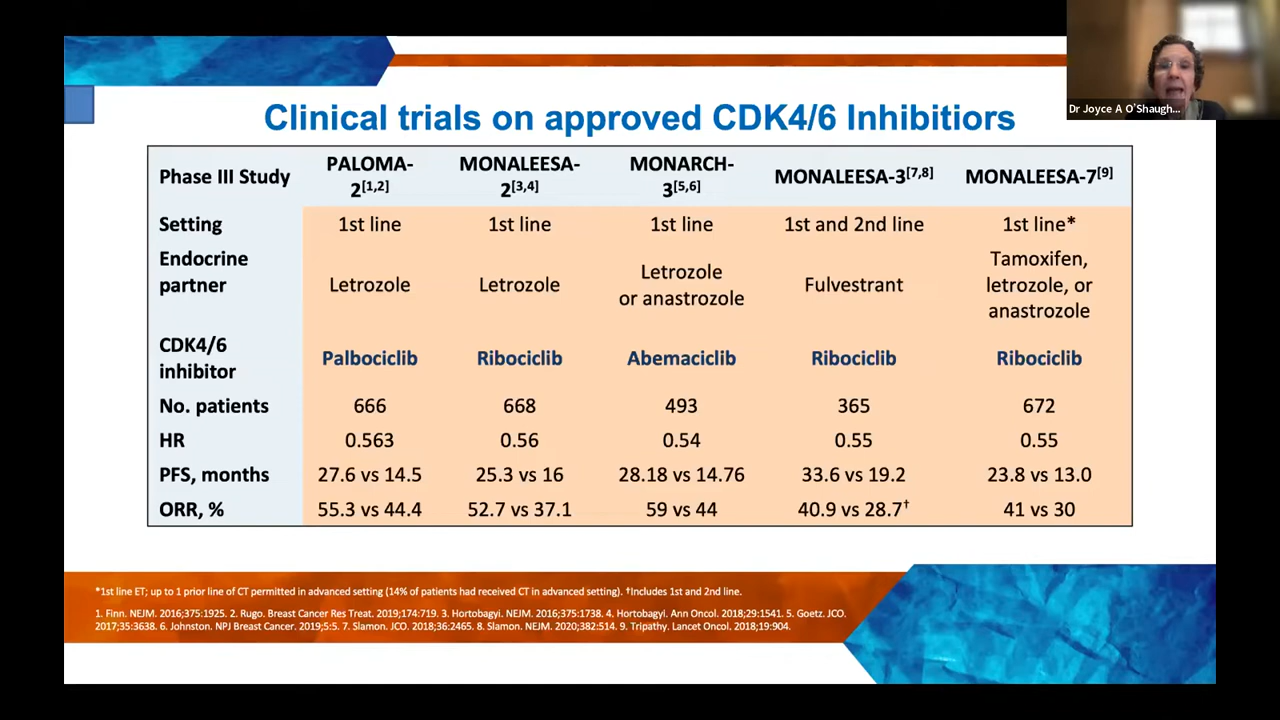 Dr Joyce A O'Shaugh...
Clinical trials on approved CDK4/6 Inhibitiors
Phase III Study PALOMA-2[1,2] MONALEESA-2[3,4] MONARCH-3[5,6] MONALEESA-3[7,8] MONALEESA-7[9]
Setting 1st line 1st line 1st line 1st and 2nd line 1st line*
Endocrine partner Letrozole Letrozole Letrozole or anastrozole Fulvestrant Tamoxifen, letrozole, or anastrozole
CDK4/6 inhibitor Palbociclib Ribociclib Abemaciclib Ribociclib Ribociclib
No. patients 666 668 493 365 672
HR 0.563 0.56 0.54 0.55 0.55
PFS, months 27.6 vs 14.5 25.3 vs 16 28.18 vs 14.76 33.6 vs 19.2 23.8 vs 13.0
ORR, % 55.3 vs 44.4 52.7 vs 37.1 59 vs 44 40.9 vs 28.7† 41 vs 30
*1st line ET; up to 1 prior line of CT permitted in advanced setting (14% of patients had received CT in advanced setting). †Includes 1st and 2nd line.
1. Finn. NEJM. 2016;375:1925. 2. Rugo. Breast Cancer Res Treat. 2019;174:719. 3. Hortobagyi. NEJM. 2016;375:1738. 4. Hortobagyi. Ann Oncol. 2018;29:1541. 5. Goetz. JCO.
2017;35:3638. 6. Johnston. NPJ Breast Cancer. 2019;5:5. 7. Slamon. JCO. 2018;36:2465. 8. Slamon. NEJM. 2020;382:514. 9. Tripathy. Lancet Oncol. 2018;19:904.